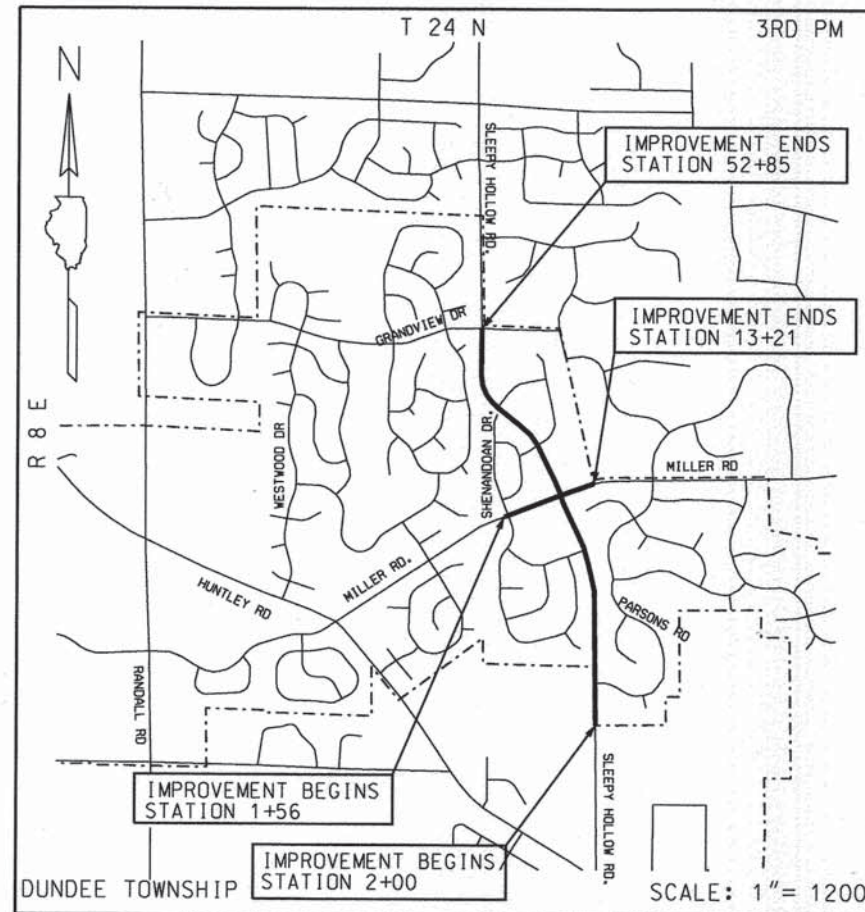 T 24 N
3RD PM
N
SLEEPY HOLLOW RD.
IMPROVEMENT ENDS
STATION 52+85
IMPROVEMENT ENDS
STATION 13+21
GRANDVIEW DR
R 8 E
WESTWOOD DR
SHENANDOAN DR.
MILLER RD
HUNTLEY RD
MILLER RD.
PARSONS RD
RANDALL RD
SLEEPY HOLLOW RD.
IMPROVEMENT BEGINS
STATION 1+56
IMPROVEMENT BEGINS
STATION 2+00
DUNDEE TOWNSHIP
SCALE: 1"= 1200